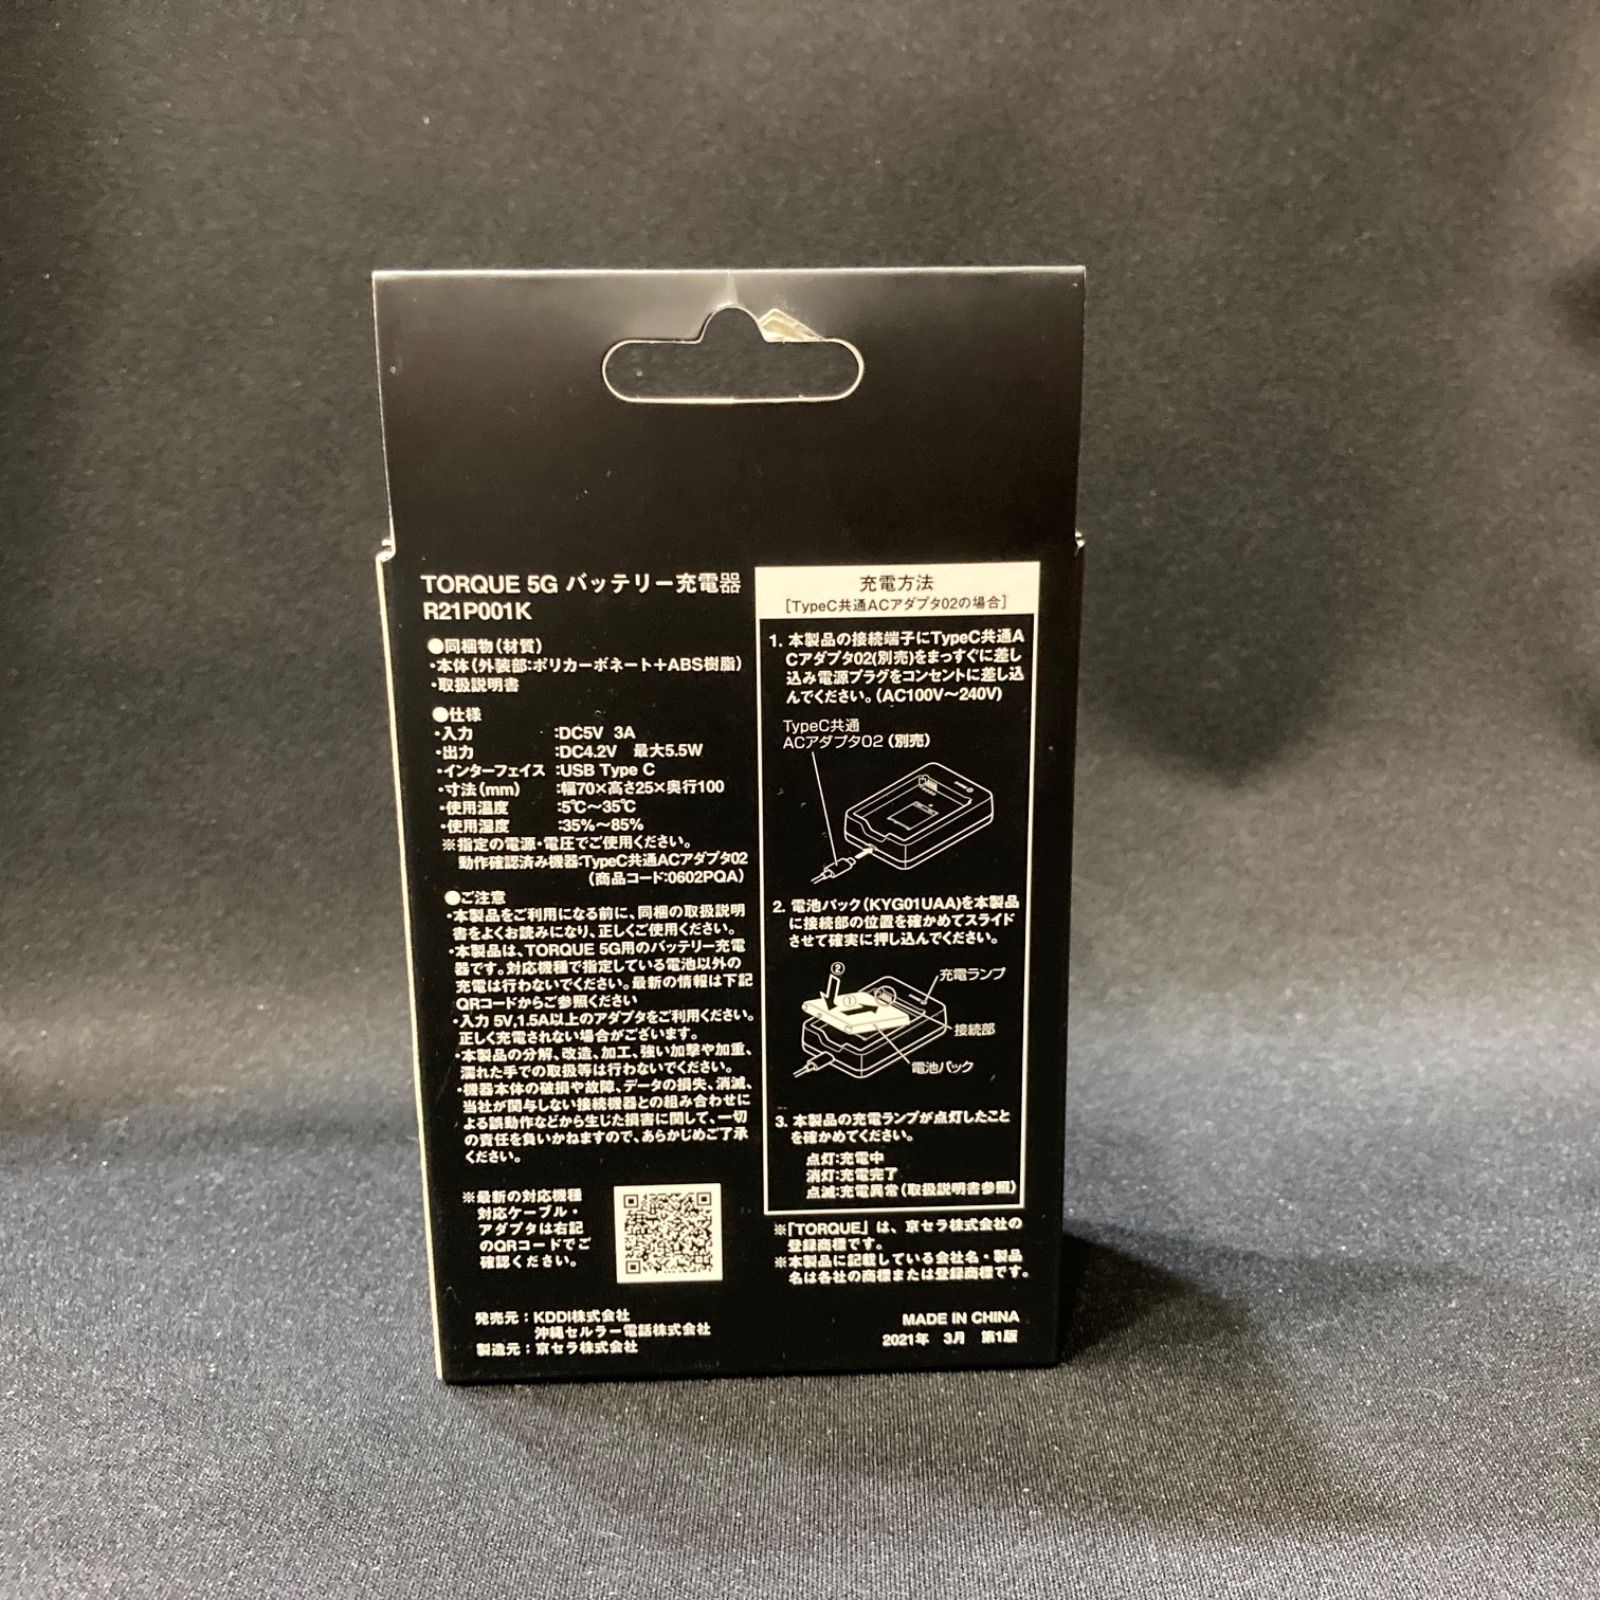 TORQUE 5G バッテリー充電器
R21P001K
●同梱物(材質)
・本体(外装部:ポリカーボネート+ABS樹脂)
・取扱説明書
●仕様
・入力 :DC5V 3A
・出力 :DC4.2V 最大5.5W
・インターフェイス :USB Type C
・寸法(mm) :幅70×高さ25×奥行100
・使用温度 :5℃〜35℃
・使用湿度 :35%〜85%
※指定の電源・電圧でご使用ください。
動作確認済み機器:TypeC共通ACアダプタ02
(商品コード:0602PQA)
●ご注意
・本製品をご利用になる前に、同梱の取扱説明
書をよくお読みになり、正しくご使用ください。
・本製品は、TORQUE 5G用のバッテリー充電
器です。対応機種で指定している電池以外の
充電は行わないでください。最新の情報は下記
QRコードからご参照ください
・入力 5V,1.5A以上のアダプタをご利用ください。
正しく充電されない場合がございます。
・本製品の分解、改造、加工、強い加撃や加重、
濡れた手での取扱等は行わないでください。
・機器本体の破損や故障、データの損失、消滅、
当社が関与しない接続機器との組み合わせに
よる誤動作などから生じた損害に関して、一切
の責任を負いかねますので、あらかじめご了承
ください。
※最新の対応機種
対応ケーブル・
アダプタは右記
のQRコードでご
確認ください。
発売元:KDDI株式会社
沖縄セルラー電話株式会社
製造元:京セラ株式会社
充電方法
[TypeC共通ACアダプタ02の場合]
1. 本製品の接続端子にTypeC共通A
Cアダプタ02(別売)をまっすぐに差し
込み電源プラグをコンセントに差し込
んでください。(AC100V〜240V)
TypeC共通
ACアダプタ02(別売)
2. 電池パック(KYG01UAA)を本製品
に接続部の位置を確かめてスライド
させて確実に押し込んでください。
②
充電ランプ
①
接続部
電池パック
3. 本製品の充電ランプが点灯したこと
を確かめてください。
点灯:充電中
消灯:充電完了
点滅:充電異常(取扱説明書参照)
※「TORQUE」は、京セラ株式会社の
登録商標です。
※本製品に記載している会社名・製品
名は各社の商標または登録商標です。
MADE IN CHINA
2021年 3月 第1版